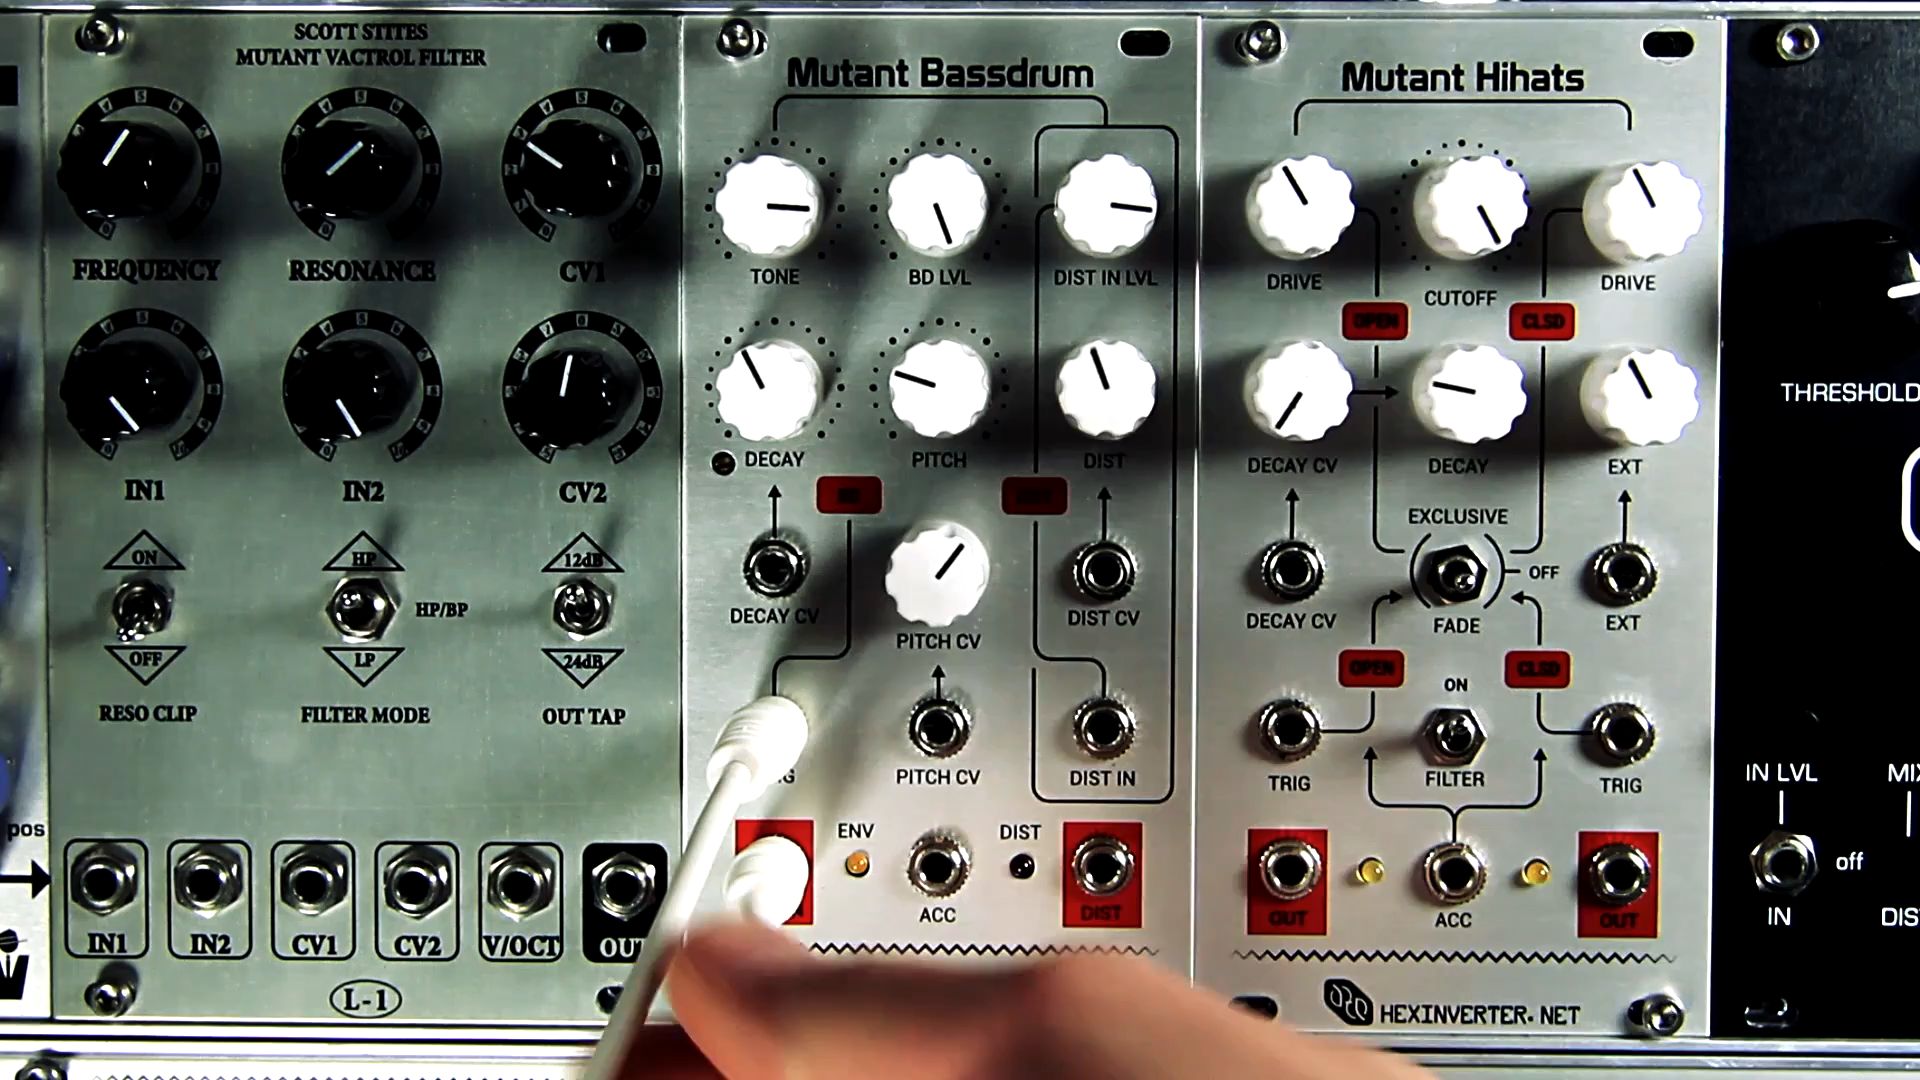 SCOTT STITES
MUTANT VACTROL FILTER
FREQUENCY
RESONANCE
CV1
IN1
IN2
CV2
ON
OFF
RESO CLIP
HP
HP/BP
LP
FILTER MODE
12dB
24dB
OUT TAP
IN1
IN2
CV1
CV2
V/OCT
OUT
L-1
pos
Mutant Bassdrum
TONE
BD LVL
DIST IN LVL
DECAY
PITCH
DIST
DECAY CV
PITCH CV
DIST CV
PITCH CV
DIST IN
ENV
ACC
DIST
DIST
Mutant Hihats
DRIVE
CUTOFF
DRIVE
OPEN
CLSD
DECAY CV
DECAY
EXT
EXCLUSIVE
OFF
DECAY CV
FADE
EXT
OPEN
CLSD
ON
TRIG
FILTER
TRIG
OUT
ACC
OUT
HEXINVERTER.NET
THRESHOLD
IN LVL
off
IN